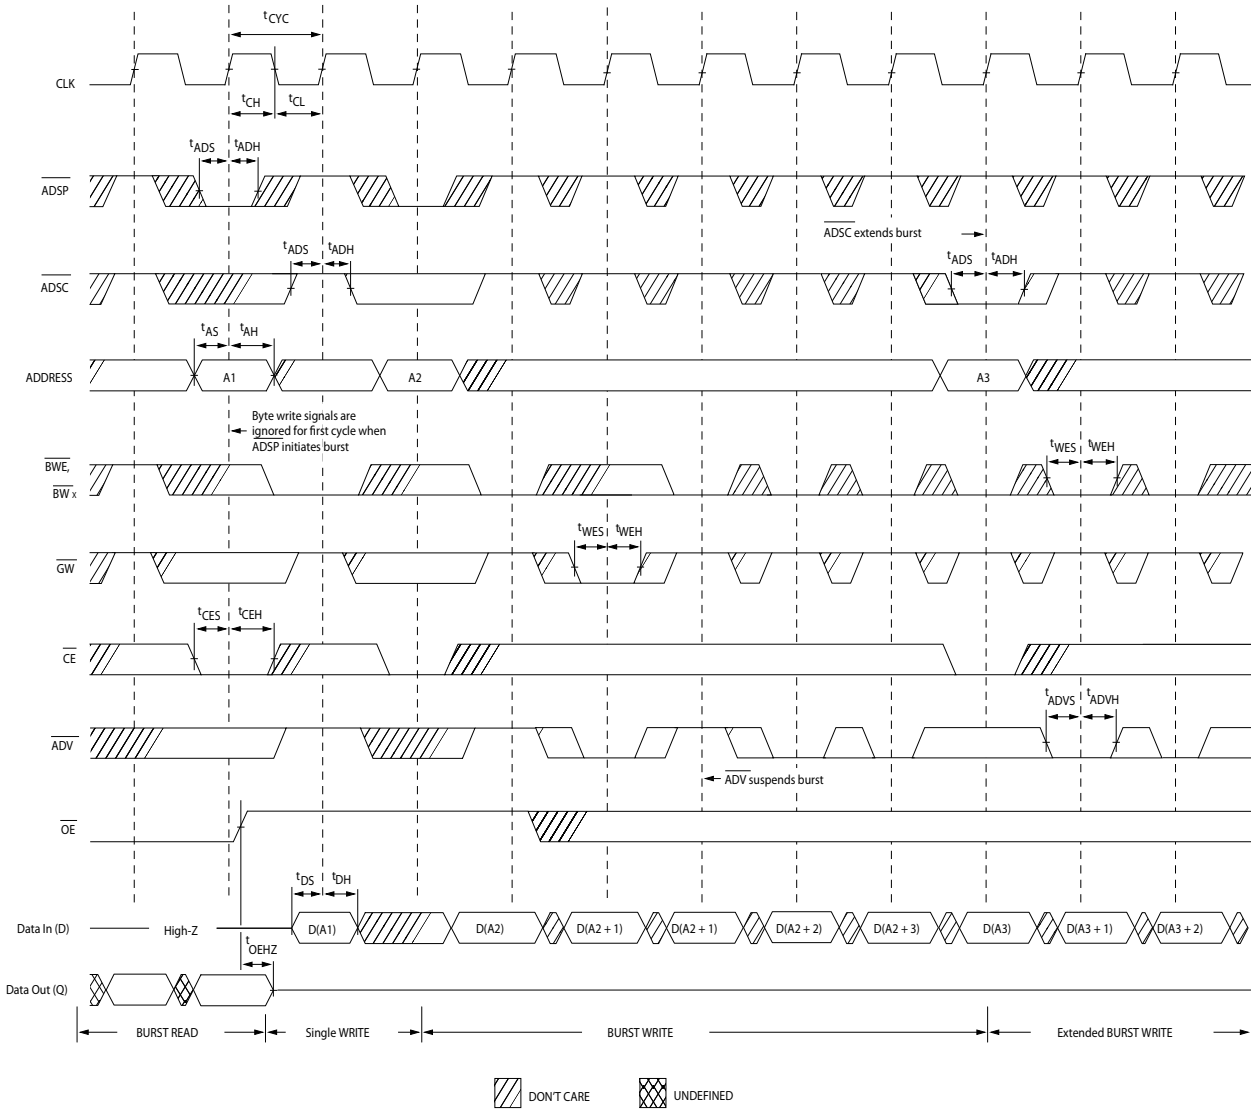 tCYC
CLK
tCH
tCL
tADS
tADH
ADSP
ADSC extends burst
tADS
tADH
tADS
tADH
ADSC
tAS
tAH
ADDRESS
A1
A2
A3
Byte write signals are
ignored for first cycle when
ADSP initiates burst
tWES
tWEH
BWE,
BW x
tWES
tWEH
GW
tCES
tCEH
CE
tADVS
tADVH
ADV
ADV suspends burst
OE
tDS
tDH
Data In (D)
High-Z
D(A1)
D(A2)
D(A2 + 1)
D(A2 + 1)
D(A2 + 2)
D(A2 + 3)
D(A3)
D(A3 + 1)
D(A3 + 2)
tOEHZ
Data Out (Q)
BURST READ
Single WRITE
BURST WRITE
Extended BURST WRITE
DON'T CARE
UNDEFINED